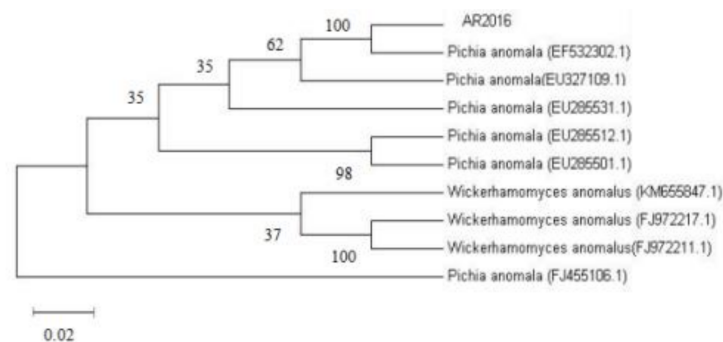 100
AR2016
62
Pichia anomala (EF532302.1)
35
Pichia anomala(EU327109.1)
35
Pichia anomala (EU285531.1)
Pichia anomala (EU285512.1)
98
Pichia anomala (EU285501.1)
Wickerhamomyces anomalus (KM655847.1)
37
Wickerhamomyces anomalus (FJ972217.1)
100
Wickerhamomyces anomalus(FJ972211.1)
Pichia anomala (FJ455106.1)
0.02